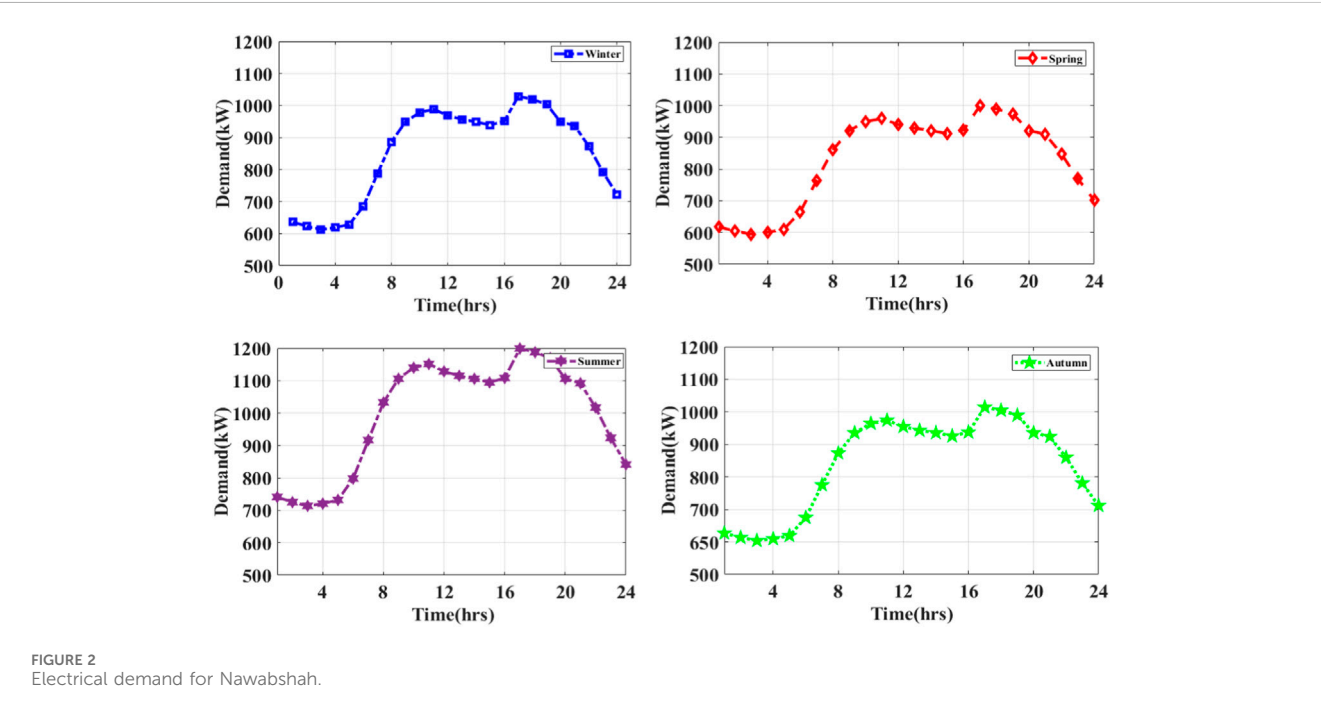 1200
1100
1000
900
800
700
600
500
Demand(kW)
0 4 8 12 16 20 24
Time(hrs)
Winter
1200
1100
1000
900
800
700
600
500
Demand(kW)
4 8 12 16 20 24
Time(hrs)
Spring
1200
1100
1000
900
800
700
600
500
Demand(kW)
4 8 12 16 20 24
Time(hrs)
Summer
1200
1100
1000
900
800
700
650
500
Demand(kW)
4 8 12 16 20 24
Time(hrs)
Autumn
FIGURE 2
Electrical demand for Nawabshah.